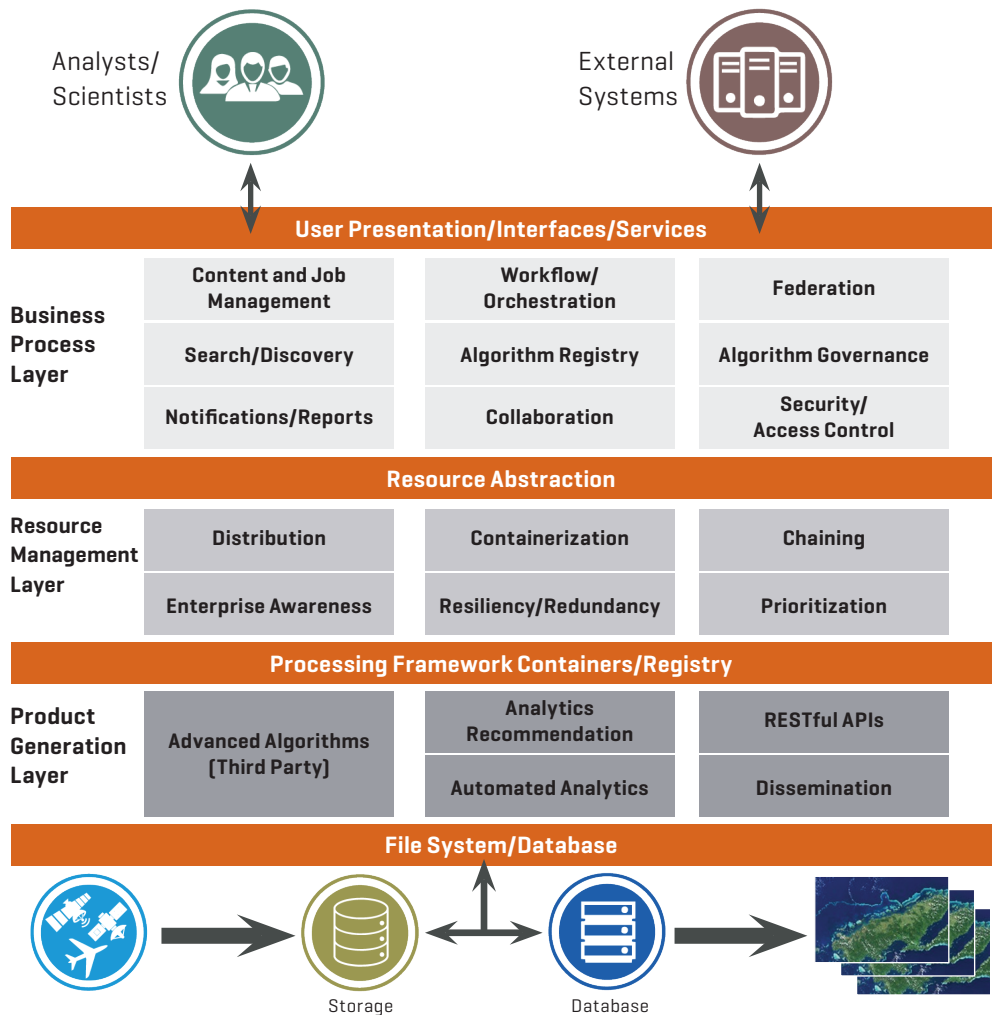 Analysts/
Scientists
External
Systems
User Presentation/Interfaces/Services
Business
Process
Layer
Content and Job
Management
Workflow/
Orchestration
Federation
Search/Discovery
Algorithm Registry
Algorithm Governance
Notifications/Reports
Collaboration
Security/
Access Control
Resource Abstraction
Resource
Management
Layer
Distribution
Containerization
Chaining
Enterprise Awareness
Resiliency/Redundancy
Prioritization
Processing Framework Containers/Registry
Product
Generation
Layer
Advanced Algorithms
(Third Party)
Analytics
Recommendation
RESTful APIs
Automated Analytics
Dissemination
File System/Database
Storage
Database